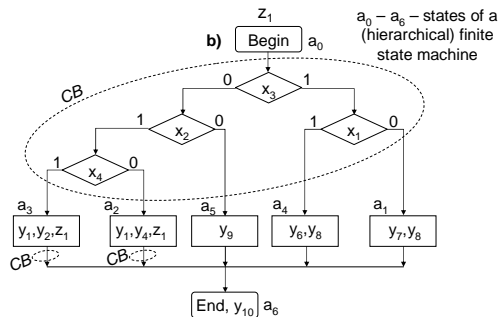 z1
b) Begin a0
a0 – a6 – states of a
(hierarchical) finite
state machine
CB
0 x3 1
1 x2 0
1 x1 0
1 x4 0
a3 a2 a5 a4 a1
y1,y2,z1 y1,y4,z1 y9 y6,y8 y7,y8
CB CB
End, y10 a6